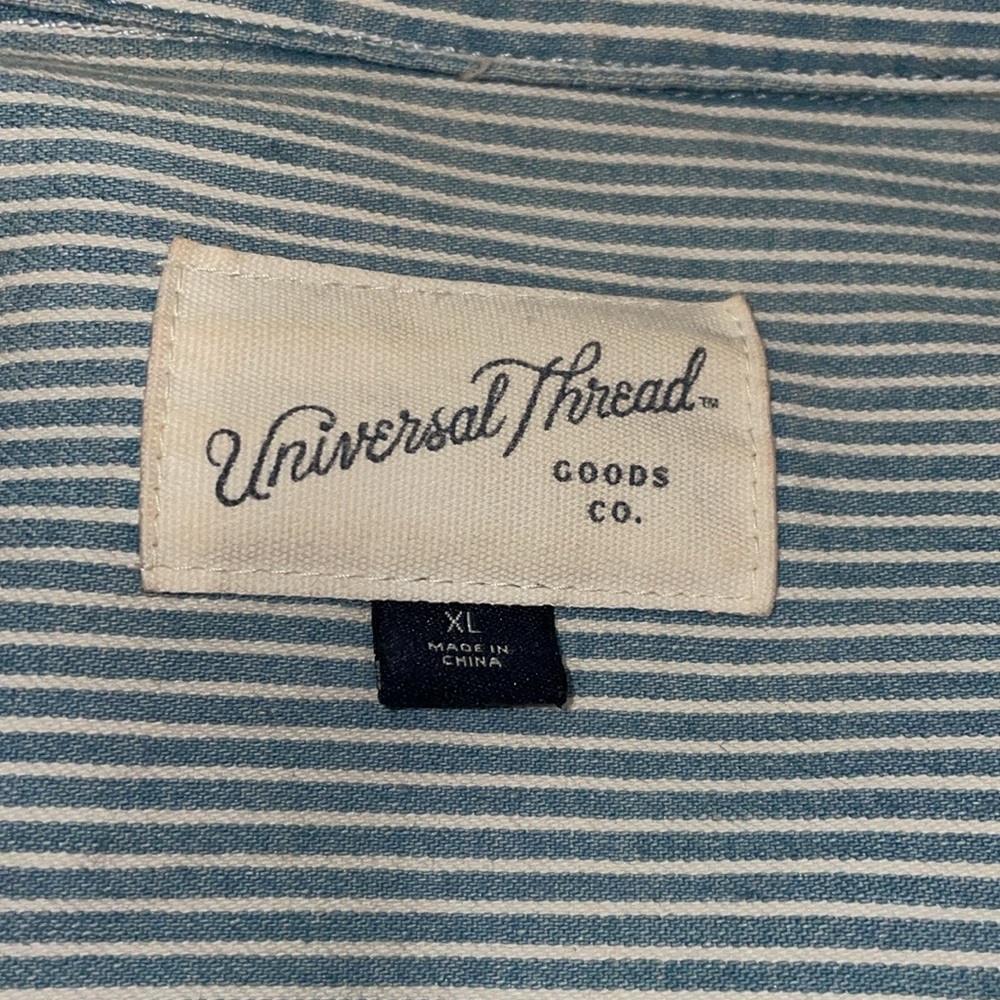 Universal Thread™
GOODS
CO.
XL
MADE IN
CHINA